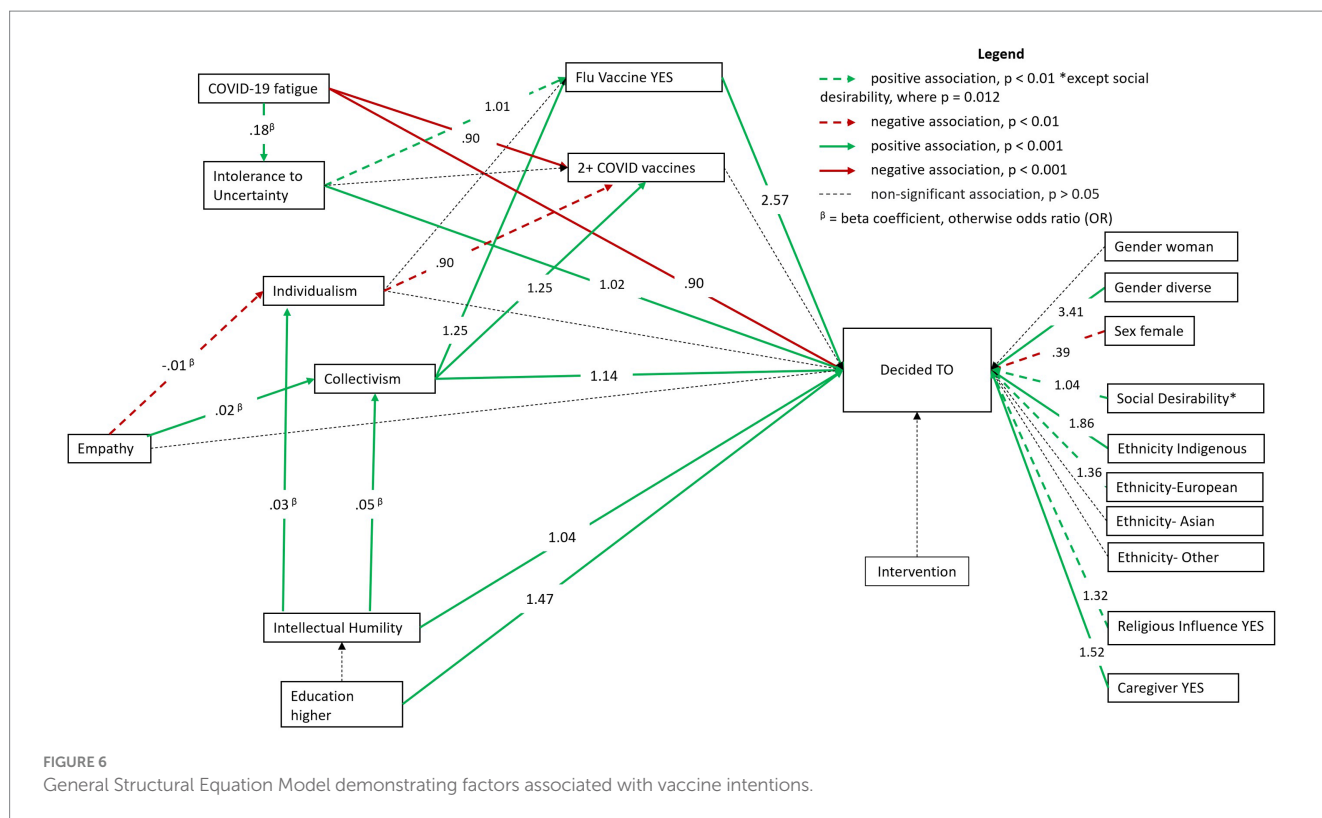 Legend
positive association, p < 0.01 *except social
desirability, where p = 0.012
negative association, p < 0.01
positive association, p < 0.001
negative association, p < 0.001
non-significant association, p > 0.05
β = beta coefficient, otherwise odds ratio (OR)
COVID-19 fatigue
.18β
Intolerance to
Uncertainty
Flu Vaccine YES
2+ COVID vaccines
1.01
.90
2.57
.90
1.02
.90
1.25
1.25
Individualism
-.01 β
Collectivism
1.14
.02 β
Empathy
.03 β
.05 β
1.04
1.47
Intellectual Humility
Education
higher
Decided TO
Intervention
Gender woman
Gender diverse
3.41
Sex female
.39
1.04
Social Desirability*
1.86
Ethnicity Indigenous
1.36
Ethnicity-European
Ethnicity- Asian
Ethnicity- Other
1.32
Religious Influence YES
1.52
Caregiver YES
FIGURE 6
General Structural Equation Model demonstrating factors associated with vaccine intentions.